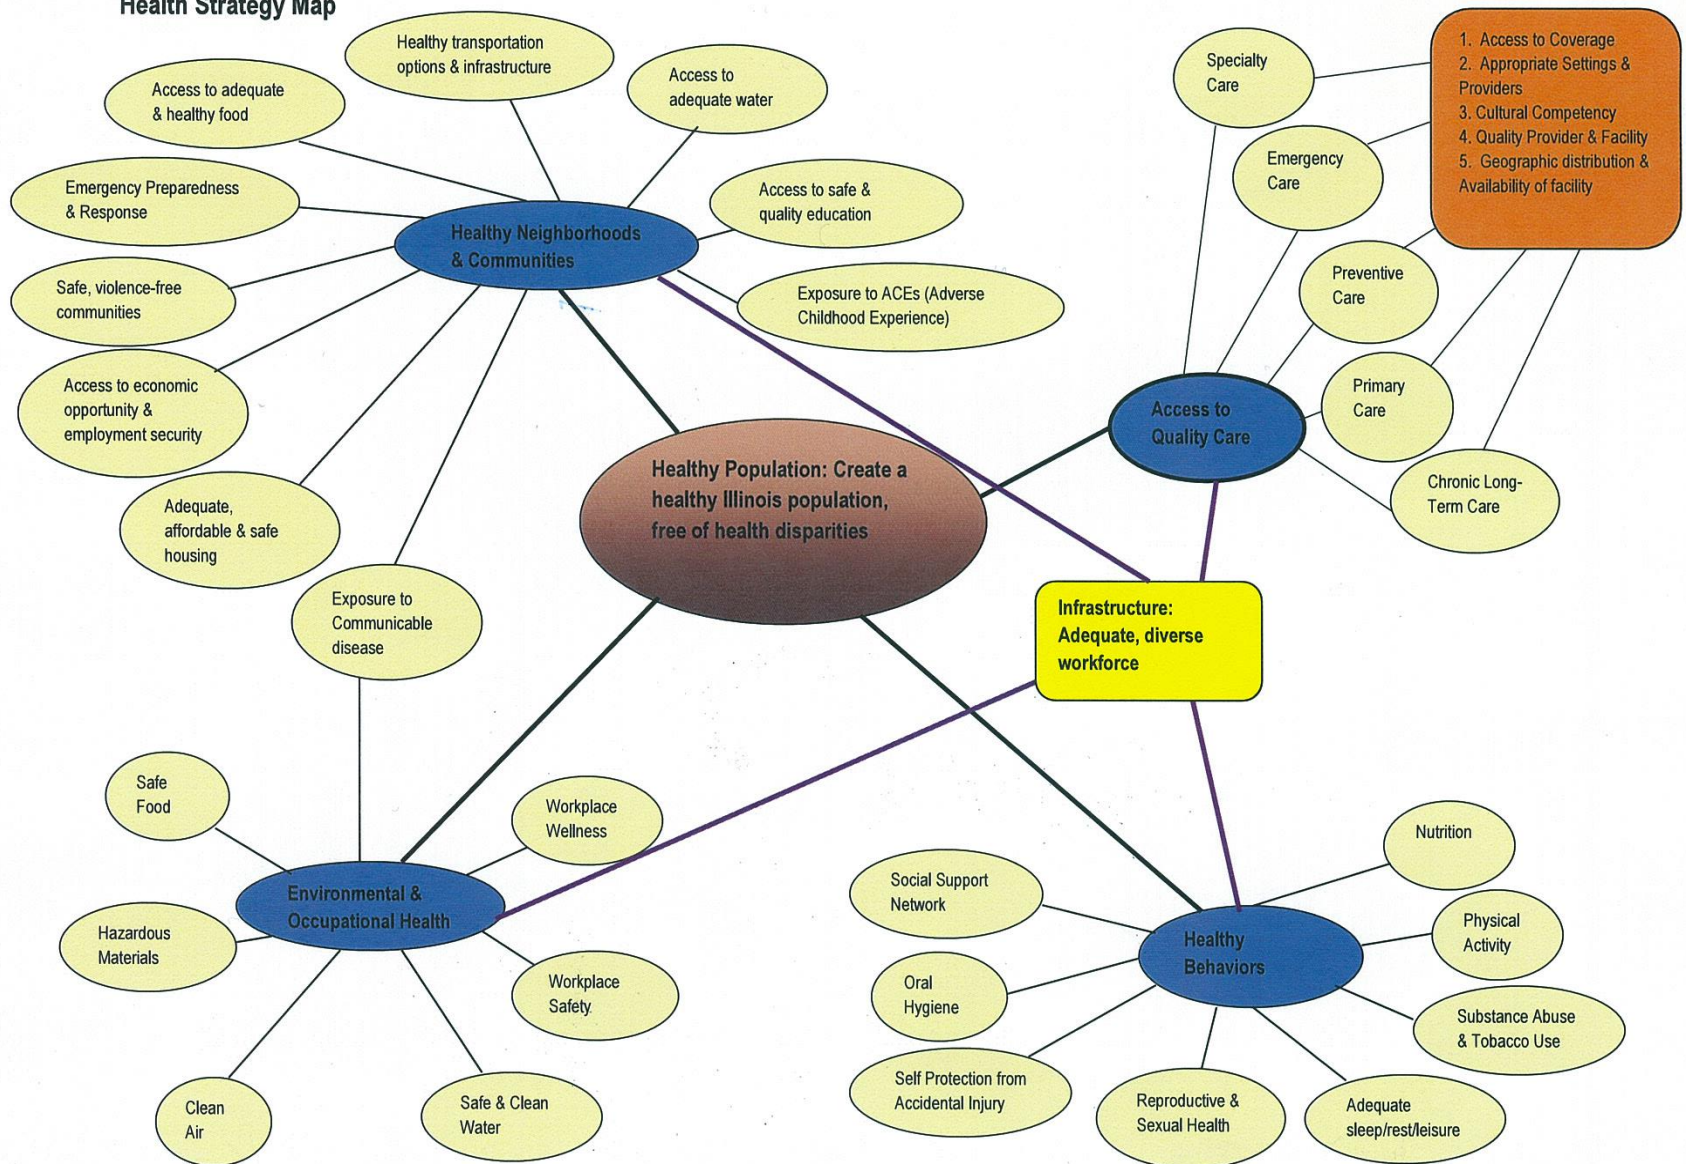 Health Strategy Map
Healthy transportation
options & infrastructure
Access to
adequate water
Access to adequate
& healthy food
Emergency Preparedness
& Response
Access to safe &
quality education
Healthy Neighborhoods
& Communities
Safe, violence-free
communities
Exposure to ACEs (Adverse
Childhood Experience)
Access to economic
opportunity &
employment security
Adequate,
affordable & safe
housing
Exposure to
Communicable
disease
Specialty
Care
Emergency
Care
Preventive
Care
Primary
Care
Chronic Long-
Term Care
1. Access to Coverage
2. Appropriate Settings &
Providers
3. Cultural Competency
4. Quality Provider & Facility
5. Geographic distribution &
Availability of facility
Access to
Quality Care
Healthy Population: Create a
healthy Illinois population,
free of health disparities
Infrastructure:
Adequate, diverse
workforce
Safe
Food
Workplace
Wellness
Environmental &
Occupational Health
Hazardous
Materials
Workplace
Safety
Clean
Air
Safe & Clean
Water
Nutrition
Social Support
Network
Physical
Activity
Healthy
Behaviors
Oral
Hygiene
Substance Abuse
& Tobacco Use
Self Protection from
Accidental Injury
Reproductive &
Sexual Health
Adequate
sleep/rest/leisure